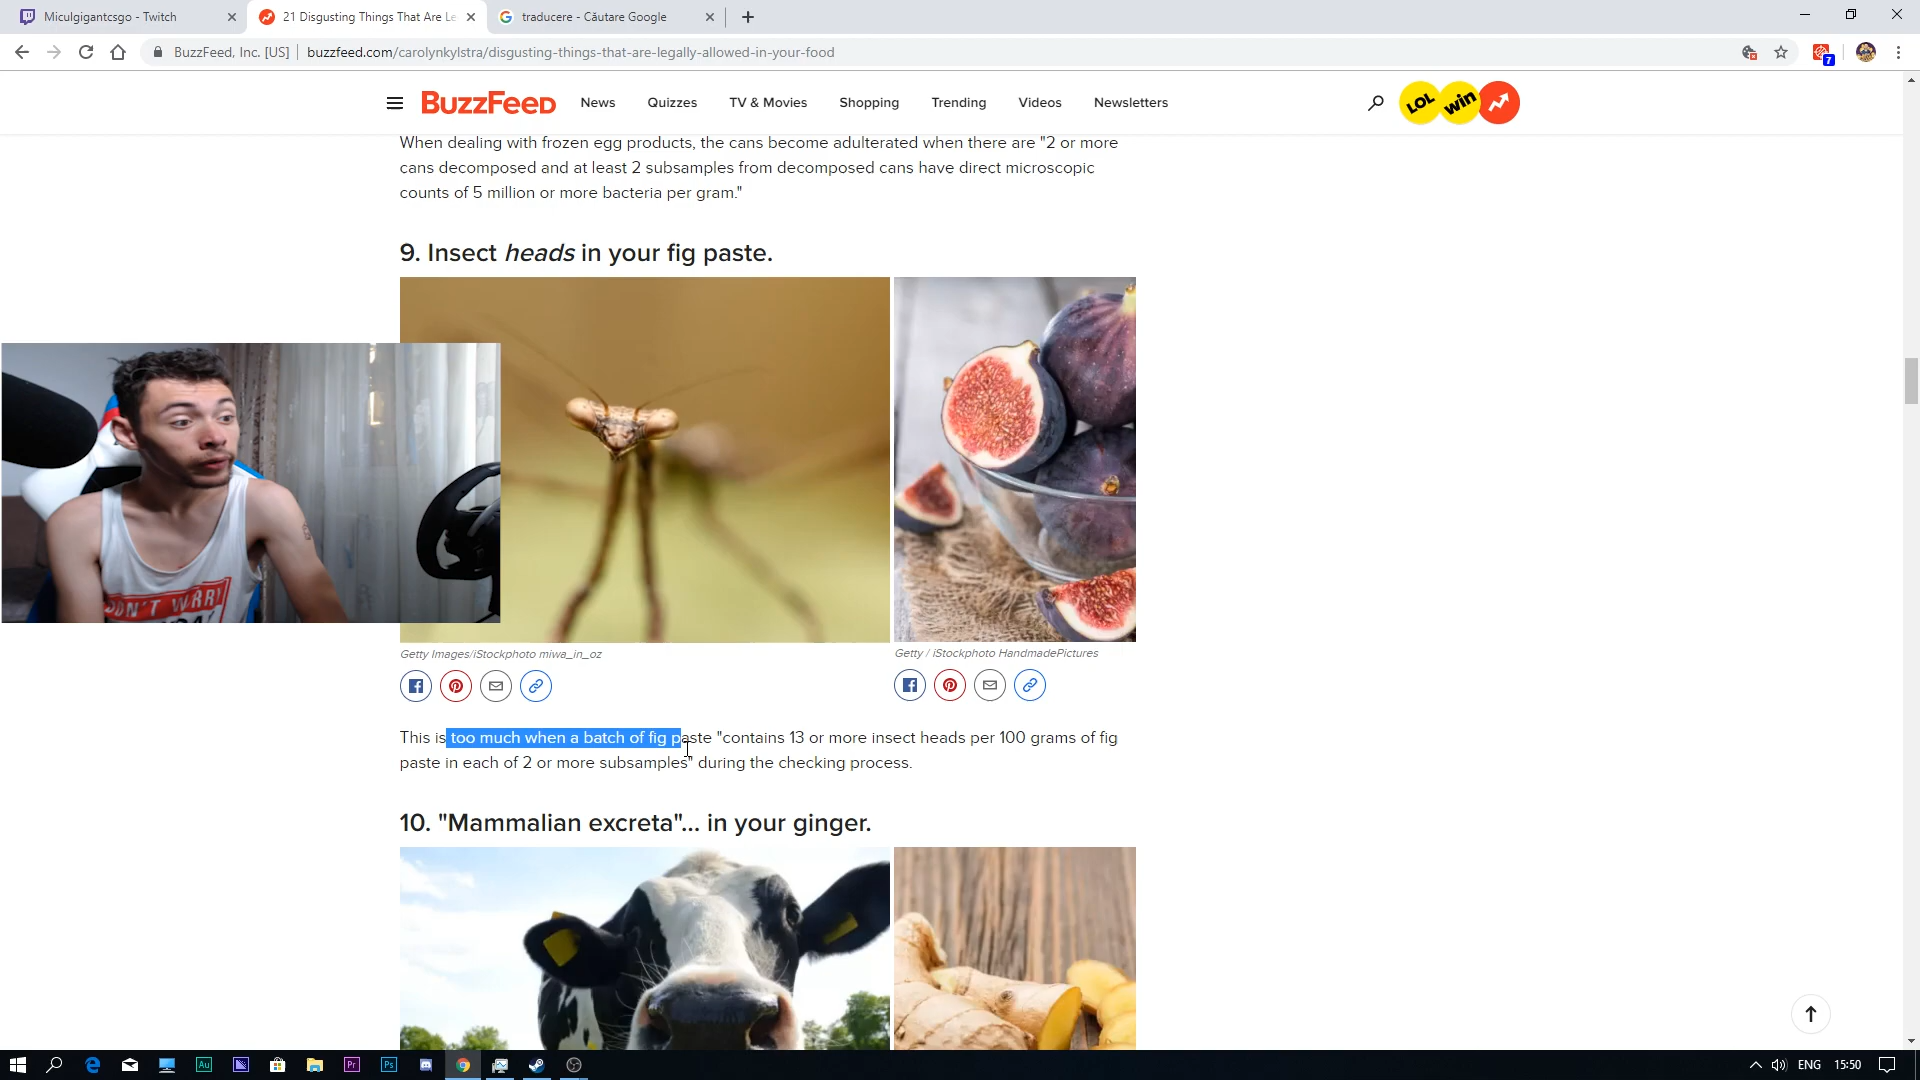 Miculgigantcsgo - Twitch
21 Disgusting Things That Are Le
traducere - Căutare Google
BuzzFeed, Inc. [US]
buzzfeed.com/carolynkylstra/disgusting-things-that-are-legally-allowed-in-your-food
7
BuzzFeed
News
Quizzes
TV & Movies
Shopping
Trending
Videos
Newsletters
LOL
win
When dealing with frozen egg products, the cans become adulterated when there are "2 or more
cans decomposed and at least 2 subsamples from decomposed cans have direct microscopic
counts of 5 million or more bacteria per gram."
9. Insect heads in your fig paste.
DON'T WORRY
Getty Images/iStockphoto miwa_in_oz
Getty / iStockphoto HandmadePictures
This is too much when a batch of fig paste "contains 13 or more insect heads per 100 grams of fig
paste in each of 2 or more subsamples" during the checking process.
10. "Mammalian excreta"... in your ginger.
Au
Pr
Ps
ENG
15:50